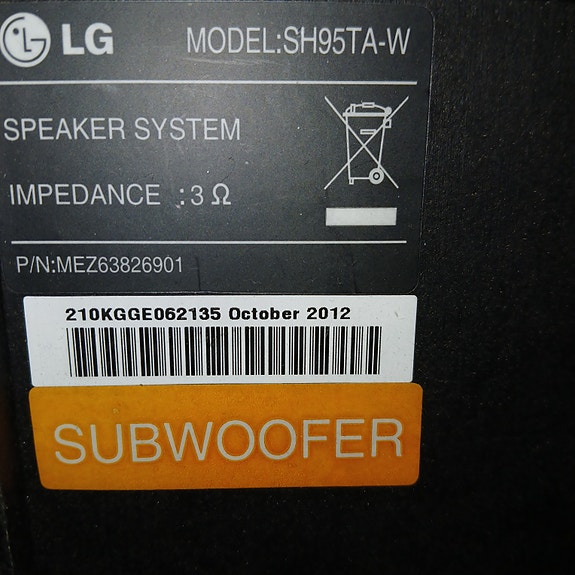 LG MODEL:SH95TA-W
SPEAKER SYSTEM
IMPEDANCE :3 Ω
P/N:MEZ63826901
210KGGE062135 October 2012
SUBWOOFER